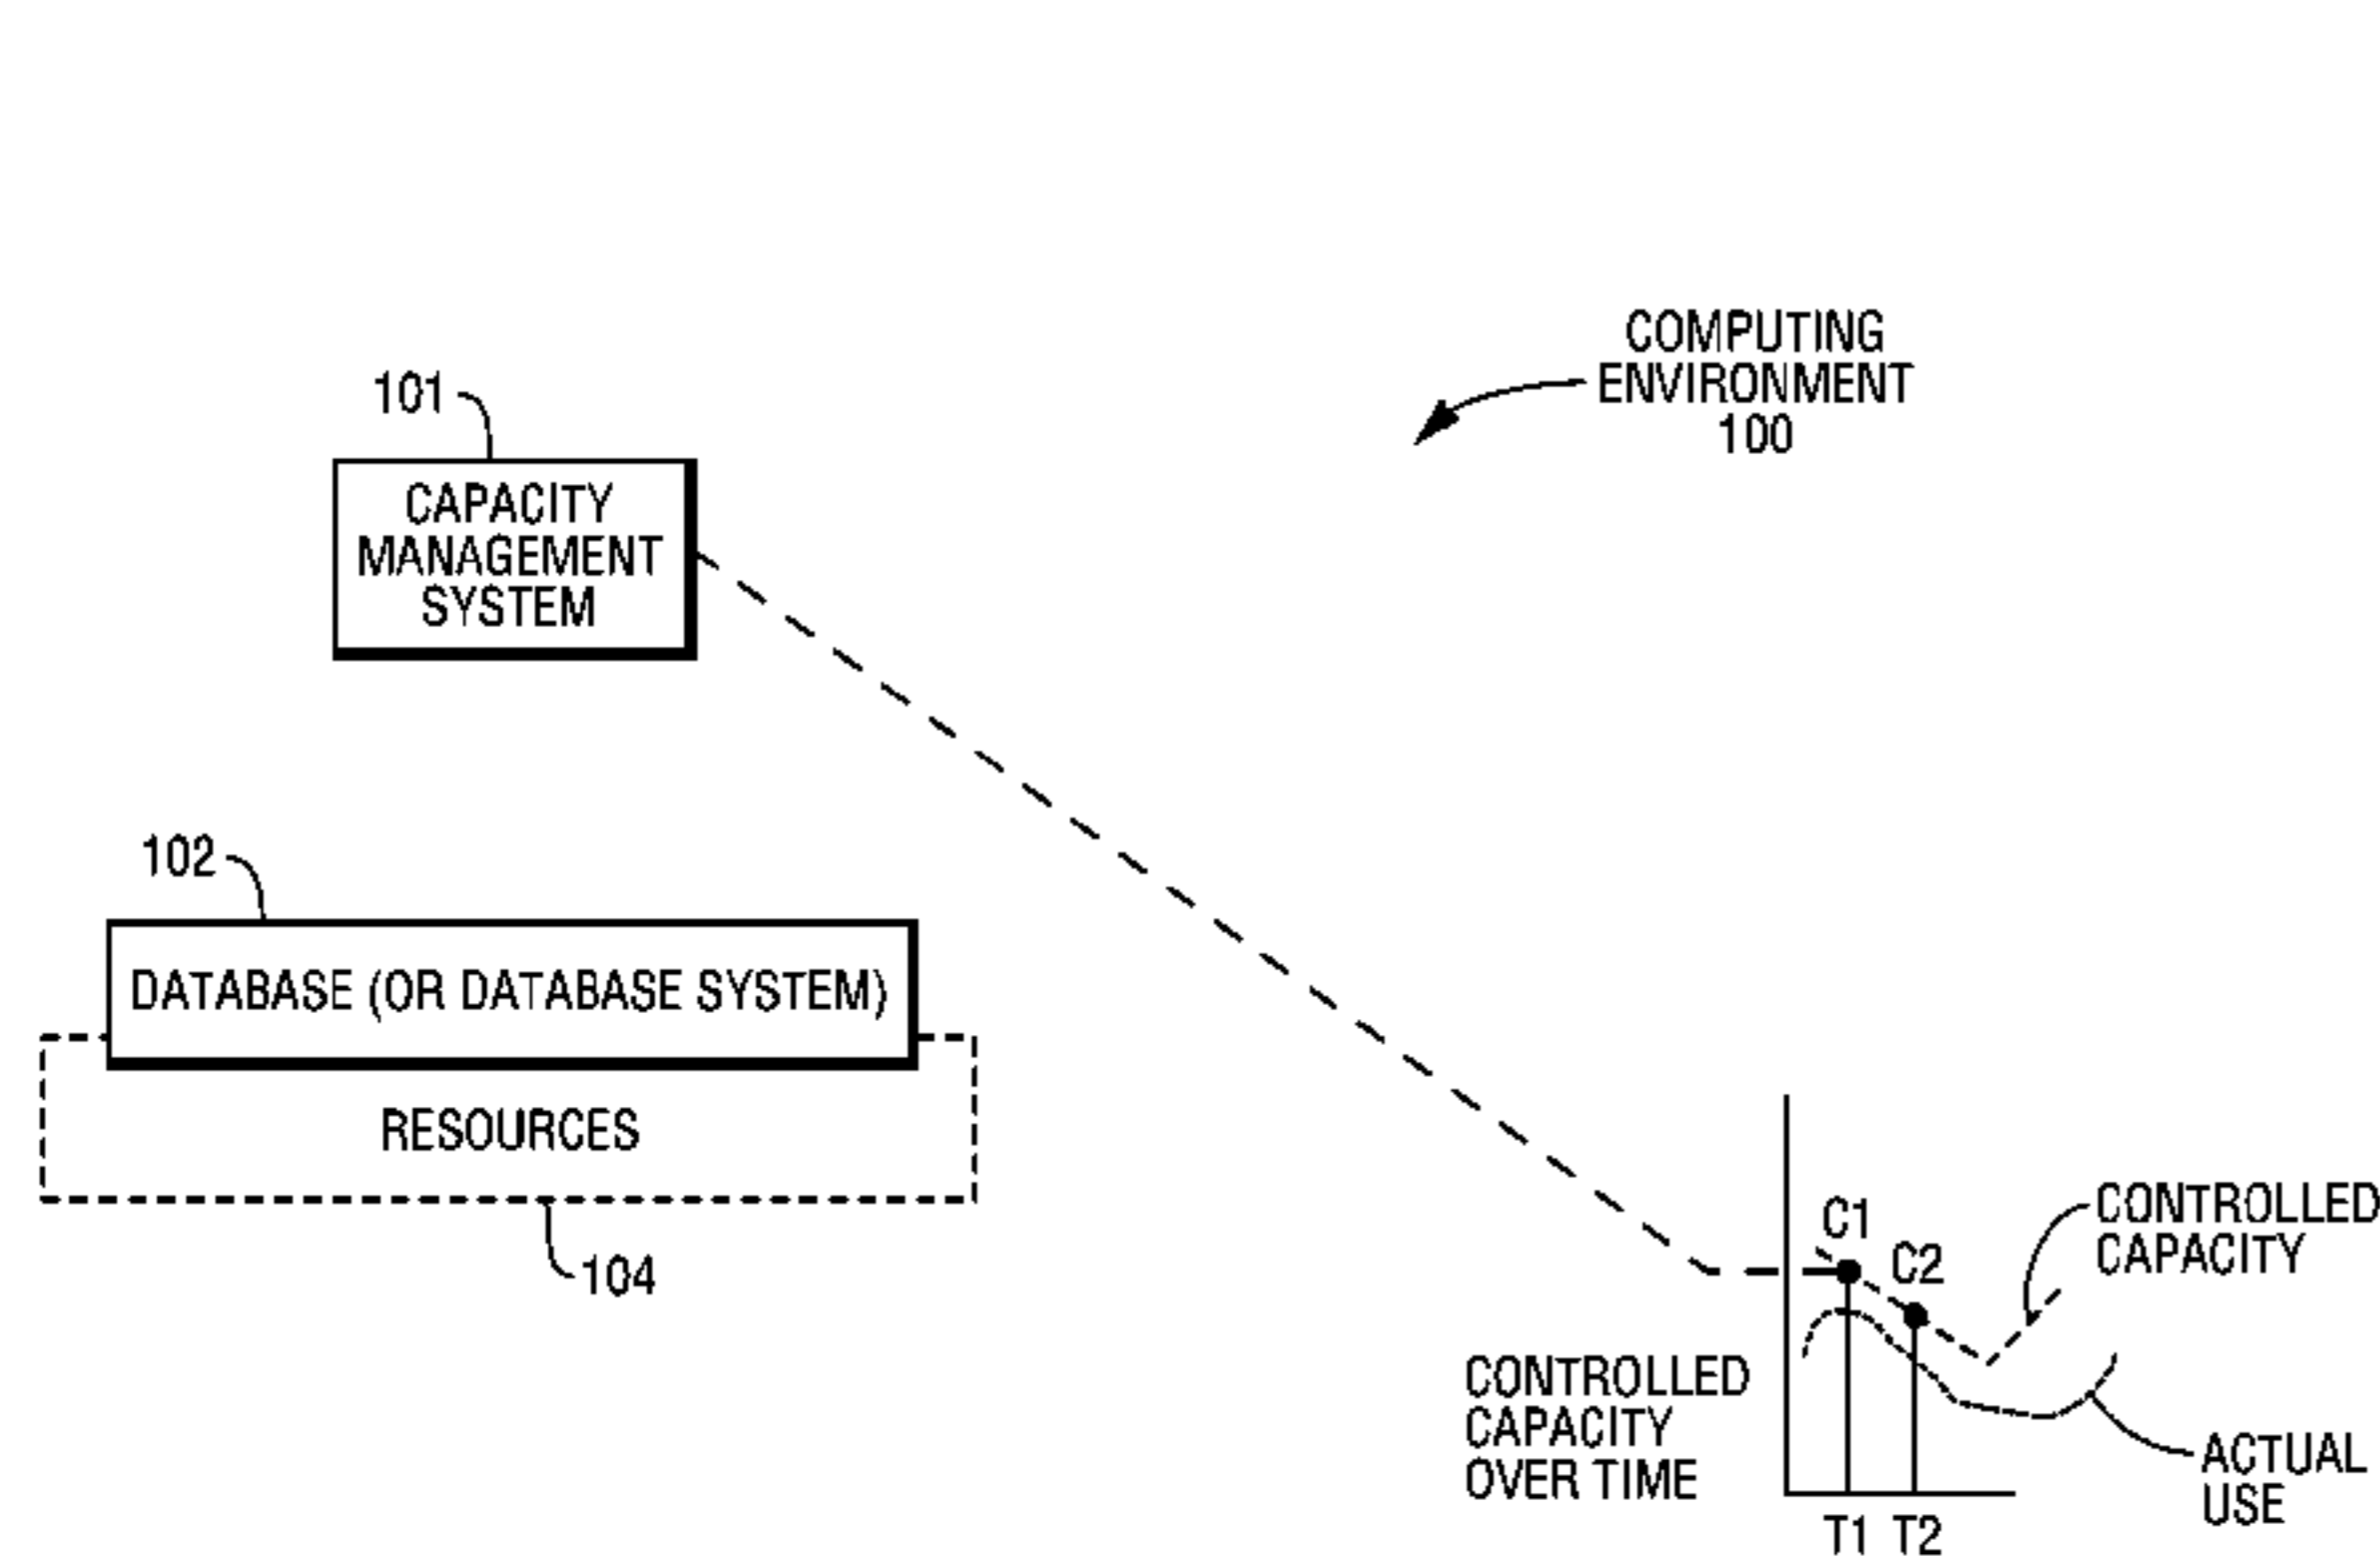 COMPUTING
ENVIRONMENT
100
101
CAPACITY
MANAGEMENT
SYSTEM
102
DATABASE (OR DATABASE SYSTEM)
RESOURCES
104
C1
C2
CONTROLLED
CAPACITY
CONTROLLED
CAPACITY
OVER TIME
ACTUAL
USE
T1 T2